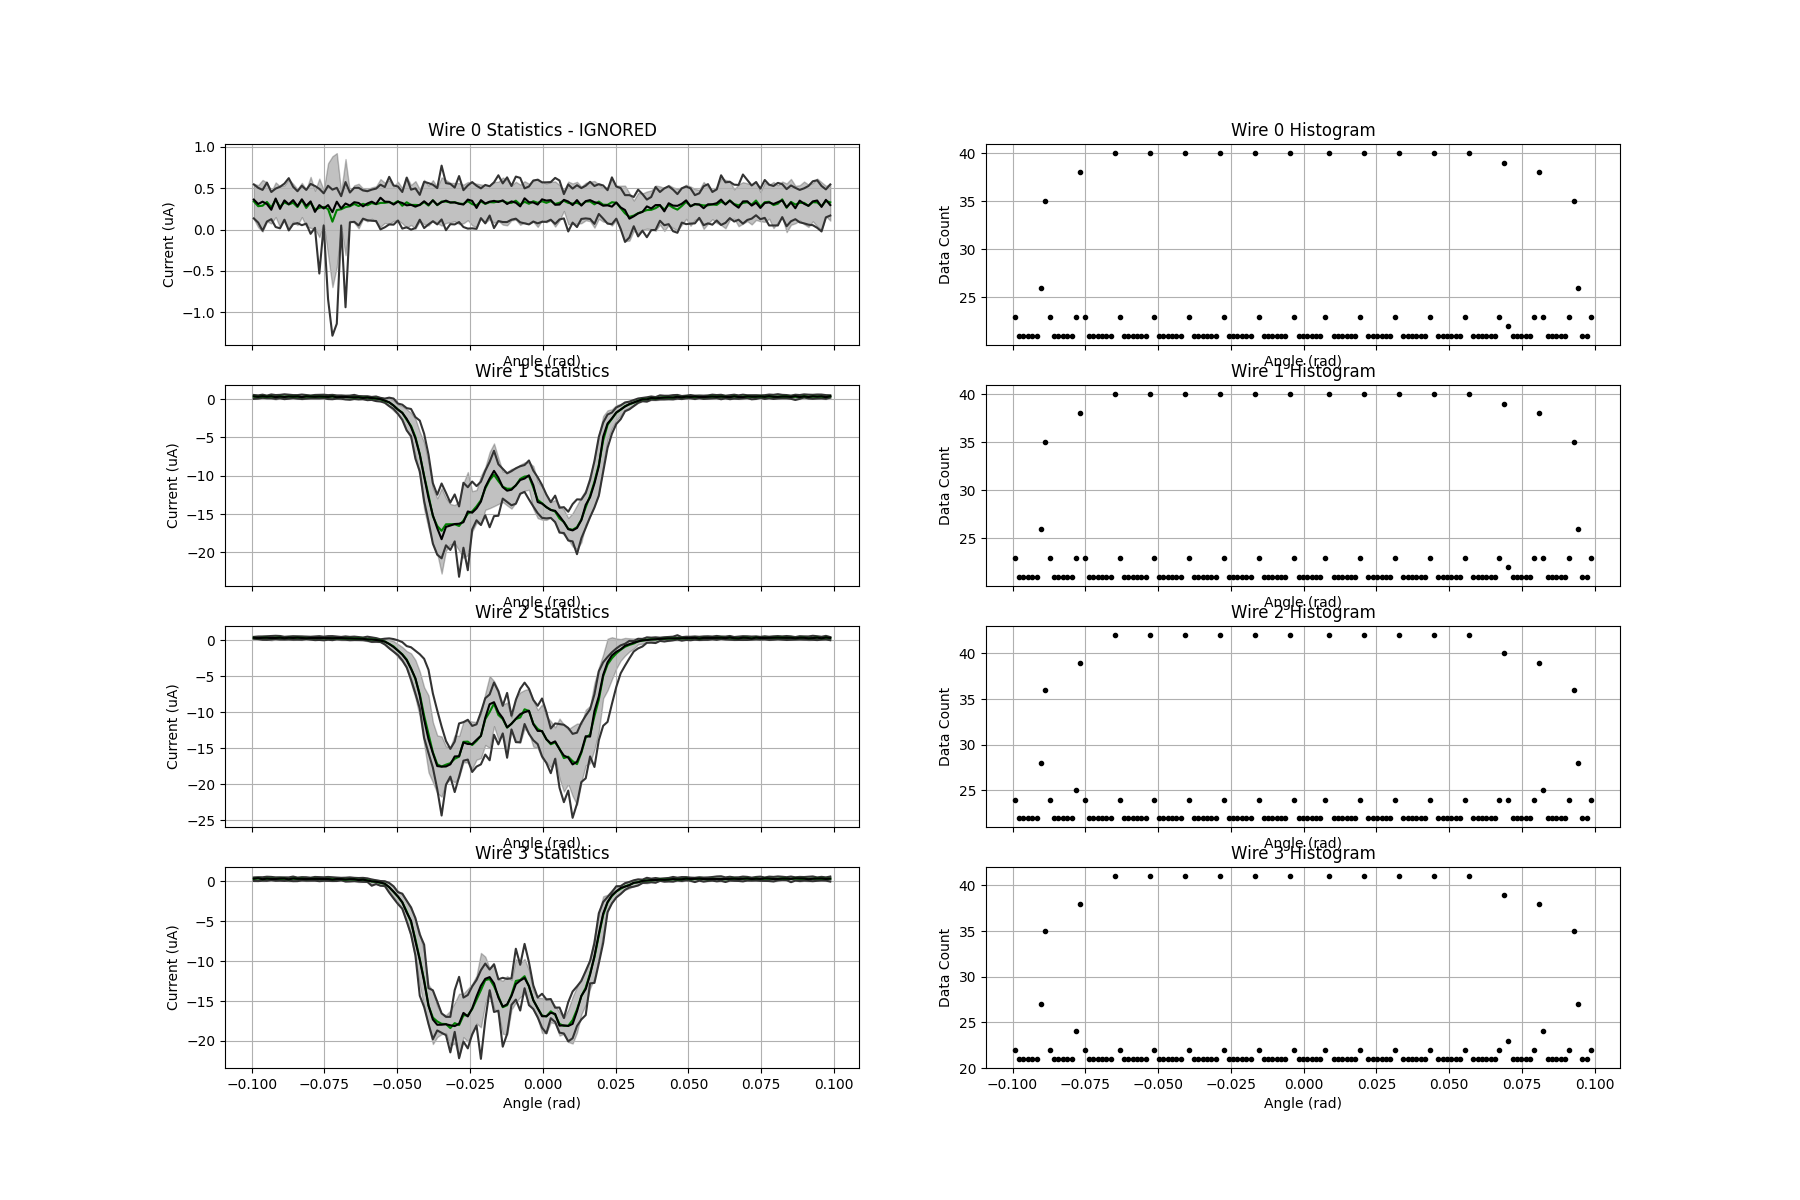 Wire 0 Statistics - IGNORED
1.0
0.5
0.0
−0.5
−1.0
Current (uA)
Angle (rad)
Wire 0 Histogram
40
35
30
25
Data Count
Angle (rad)
Wire 1 Statistics
0
−5
−10
−15
−20
Current (uA)
Angle (rad)
Wire 1 Histogram
40
35
30
25
Data Count
Angle (rad)
Wire 2 Statistics
0
−5
−10
−15
−20
−25
Current (uA)
Angle (rad)
Wire 2 Histogram
40
35
30
25
Data Count
Angle (rad)
Wire 3 Statistics
0
−5
−10
−15
−20
Current (uA)
−0.100 −0.075 −0.050 −0.025 0.000 0.025 0.050 0.075 0.100
Angle (rad)
Wire 3 Histogram
40
35
30
25
20
Data Count
−0.100 −0.075 −0.050 −0.025 0.000 0.025 0.050 0.075 0.100
Angle (rad)